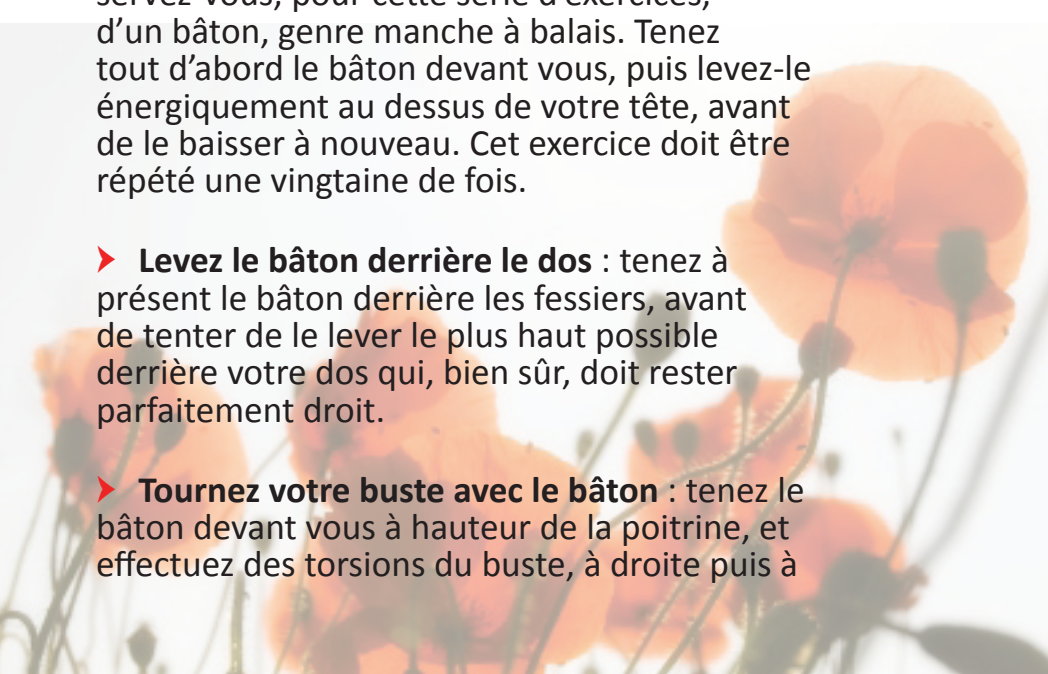 servez-vous, pour cette série d'exercices,
d’un bâton, genre manche à balais. Tenez
tout d’abord le bâton devant vous, puis levez-le
énergiquement au dessus de votre tête, avant
de le baisser à nouveau. Cet exercice doit être
répété une vingtaine de fois.
Levez le bâton derrière le dos : tenez à
présent le bâton derrière les fessiers, avant
de tenter de le lever le plus haut possible
derrière votre dos qui, bien sûr, doit rester
parfaitement droit.
Tournez votre buste avec le bâton : tenez le
bâton devant vous à hauteur de la poitrine, et
effectuez des torsions du buste, à droite puis à